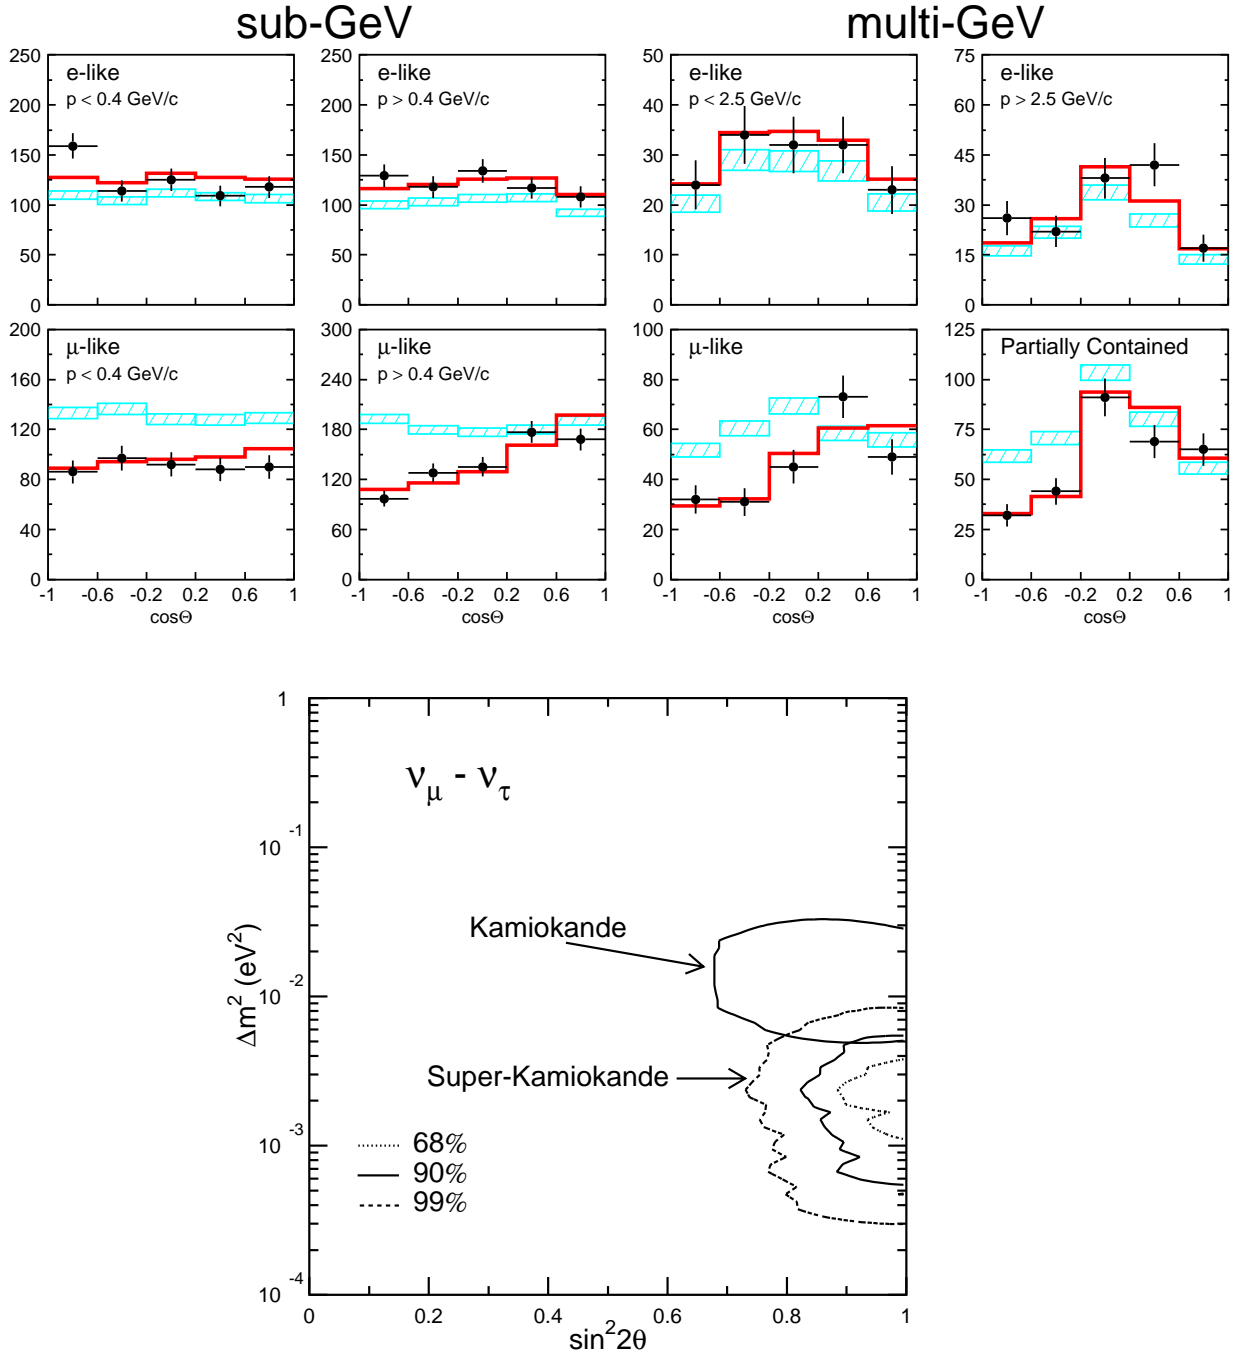 sub-GeV
multi-GeV
250
200
150
100
50
0
e-like
p < 0.4 GeV/c
250
200
150
100
50
0
e-like
p > 0.4 GeV/c
50
40
30
20
10
0
e-like
p < 2.5 GeV/c
75
60
45
30
15
0
e-like
p > 2.5 GeV/c
200
160
120
80
40
0
μ-like
p < 0.4 GeV/c
-1 -0.6 -0.2 0.2 0.6 1
cosΘ
300
240
180
120
60
0
μ-like
p > 0.4 GeV/c
-1 -0.6 -0.2 0.2 0.6 1
cosΘ
100
80
60
40
20
0
μ-like
-1 -0.6 -0.2 0.2 0.6 1
cosΘ
125
100
75
50
25
0
Partially Contained
-1 -0.6 -0.2 0.2 0.6 1
cosΘ
1
10⁻¹
10⁻²
10⁻³
10⁻⁴
Δm² (eV²)
ν_μ - ν_τ
Kamiokande
Super-Kamiokande
68%
90%
99%
0 0.2 0.4 0.6 0.8 1
sin²2θ